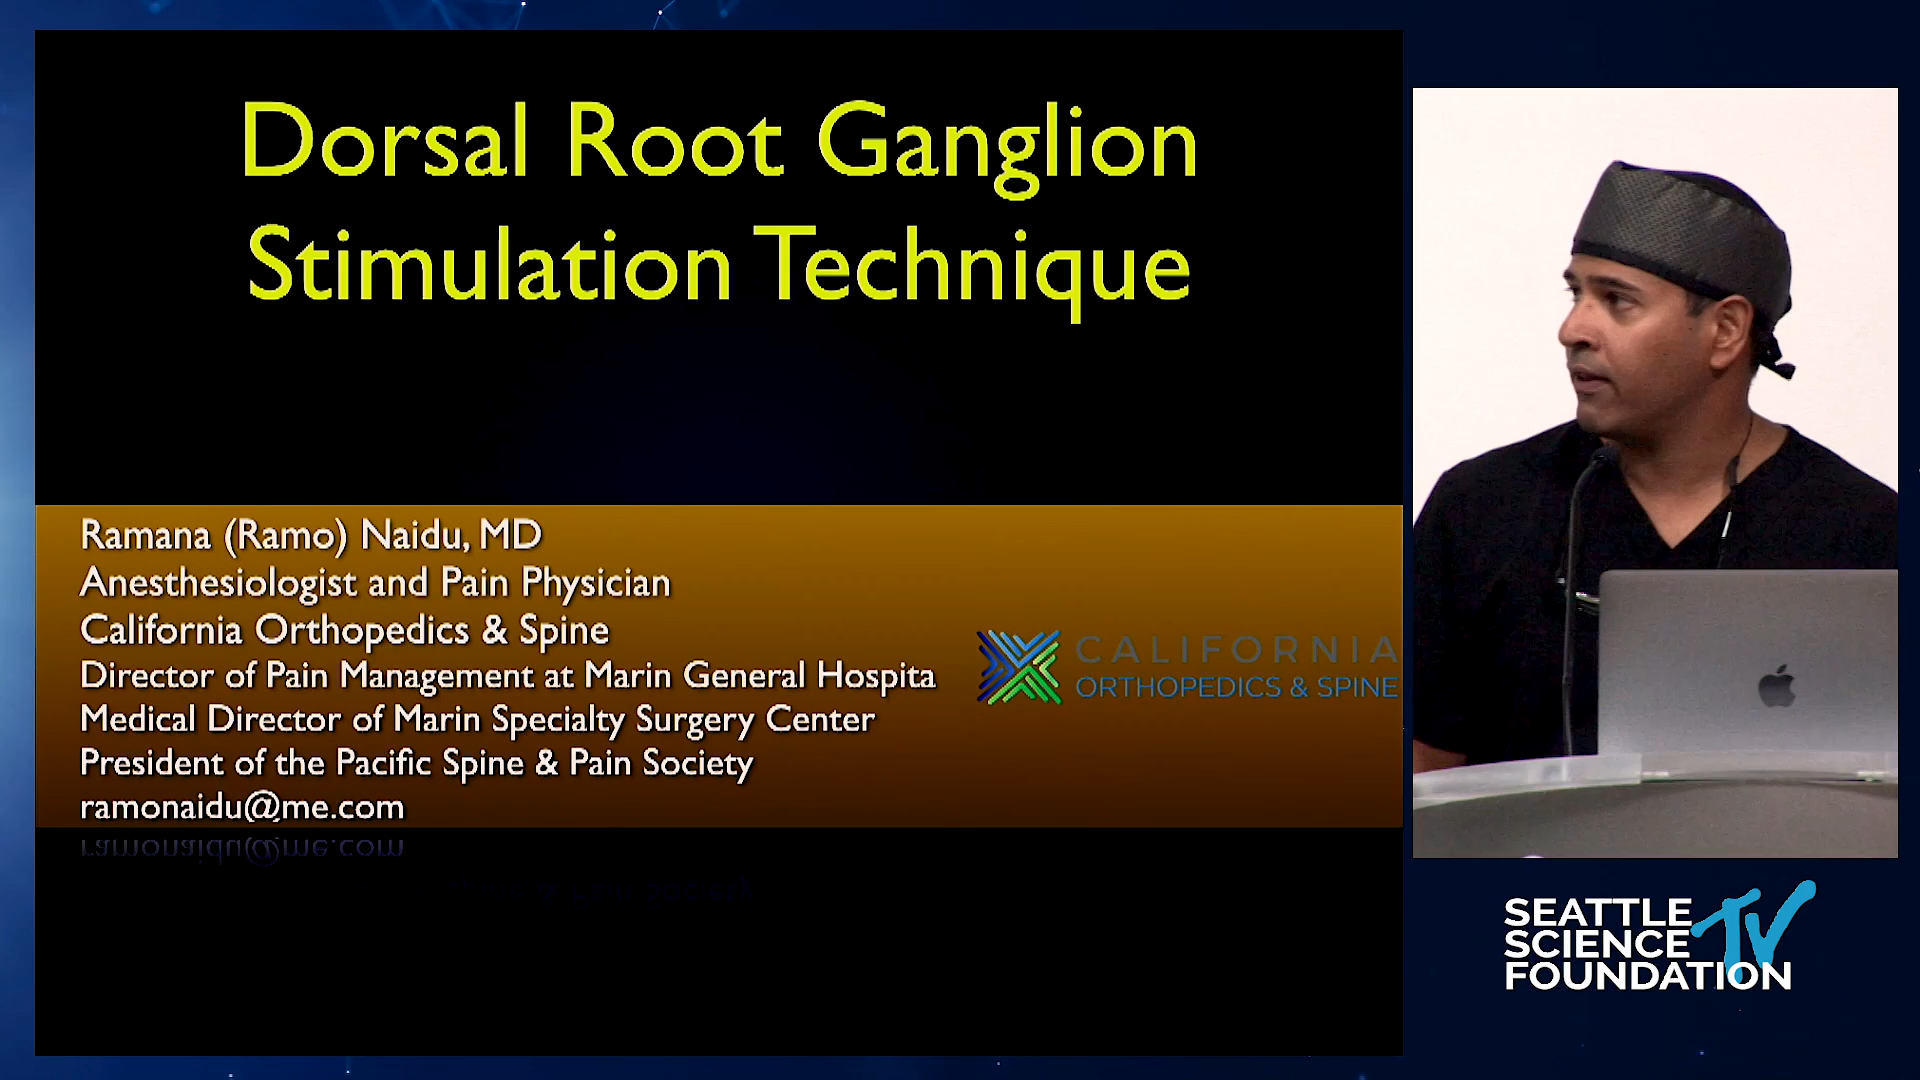 Dorsal Root Ganglion
Stimulation Technique
Ramana (Ramo) Naidu, MD
Anesthesiologist and Pain Physician
California Orthopedics & Spine
Director of Pain Management at Marin General Hospita
Medical Director of Marin Specialty Surgery Center
President of the Pacific Spine & Pain Society
ramonaidu@me.com
CALIFORNIA
ORTHOPEDICS & SPINE
SEATTLE
SCIENCE TV
FOUNDATION